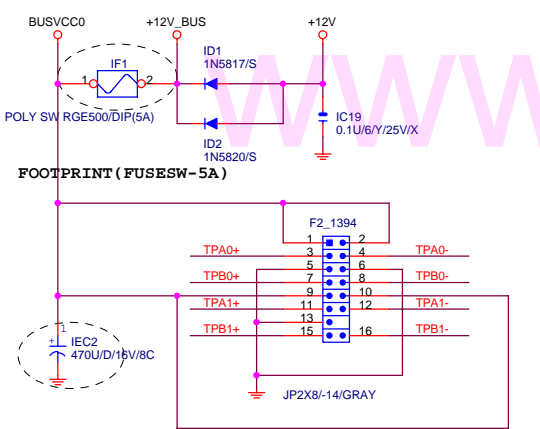 BUSVCC0 +12V_BUS +12V
ID1
1N5817/S
IF1
1 2
POLY SW RGE500/DIP(5A)
IC19
0.1U/6/Y/25V/X
ID2
1N5820/S
FOOTPRINT(FUSESW-5A)
WWW
F2_1394
1 2
TPA0+ 3 4 TPA0-
5 6
TPB0+ 7 8 TPB0-
9 10
TPA1+ 11 12 TPA1-
13
TPB1+ 15 16 TPB1-
1
+
IEC2
470U/D/16V/8C
JP2X8/-14/GRAY